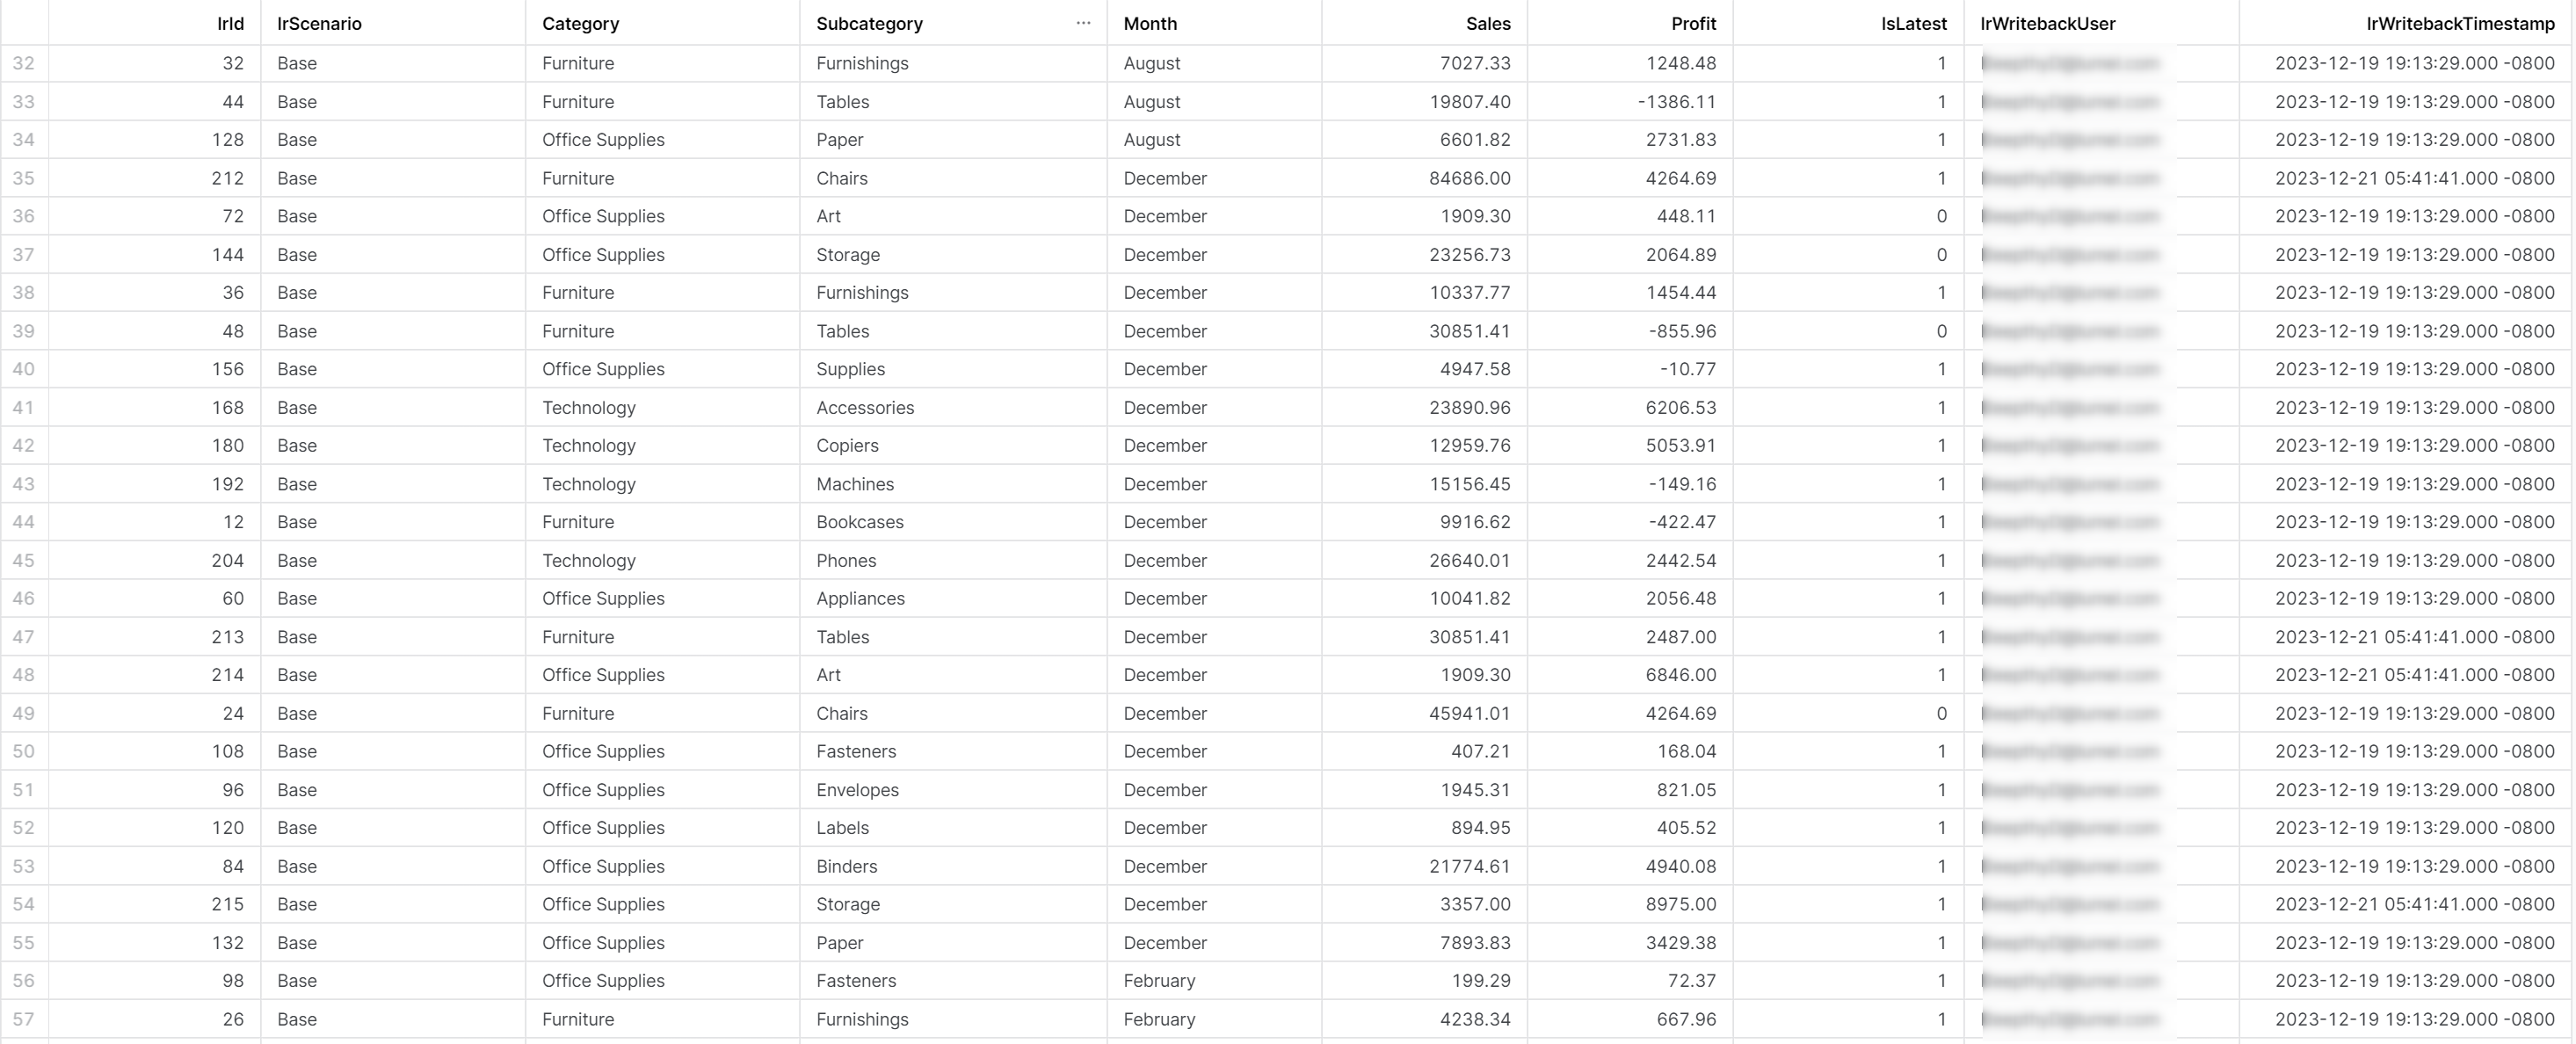 IrId IrScenario Category Subcategory ... Month Sales Profit IsLatest IrWritebackUser IrWritebackTimestamp
32 32 Base Furniture Furnishings August 7027.33 1248.48 1 2023-12-19 19:13:29.000 -0800
33 44 Base Furniture Tables August 19807.40 -1386.11 1 2023-12-19 19:13:29.000 -0800
34 128 Base Office Supplies Paper August 6601.82 2731.83 1 2023-12-19 19:13:29.000 -0800
35 212 Base Furniture Chairs December 84686.00 4264.69 1 2023-12-21 05:41:41.000 -0800
36 72 Base Office Supplies Art December 1909.30 448.11 0 2023-12-19 19:13:29.000 -0800
37 144 Base Office Supplies Storage December 23256.73 2064.89 0 2023-12-19 19:13:29.000 -0800
38 36 Base Furniture Furnishings December 10337.77 1454.44 1 2023-12-19 19:13:29.000 -0800
39 48 Base Furniture Tables December 30851.41 -855.96 0 2023-12-19 19:13:29.000 -0800
40 156 Base Office Supplies Supplies December 4947.58 -10.77 1 2023-12-19 19:13:29.000 -0800
41 168 Base Technology Accessories December 23890.96 6206.53 1 2023-12-19 19:13:29.000 -0800
42 180 Base Technology Copiers December 12959.76 5053.91 1 2023-12-19 19:13:29.000 -0800
43 192 Base Technology Machines December 15156.45 -149.16 1 2023-12-19 19:13:29.000 -0800
44 12 Base Furniture Bookcases December 9916.62 -422.47 1 2023-12-19 19:13:29.000 -0800
45 204 Base Technology Phones December 26640.01 2442.54 1 2023-12-19 19:13:29.000 -0800
46 60 Base Office Supplies Appliances December 10041.82 2056.48 1 2023-12-19 19:13:29.000 -0800
47 213 Base Furniture Tables December 30851.41 2487.00 1 2023-12-21 05:41:41.000 -0800
48 214 Base Office Supplies Art December 1909.30 6846.00 1 2023-12-21 05:41:41.000 -0800
49 24 Base Furniture Chairs December 45941.01 4264.69 0 2023-12-19 19:13:29.000 -0800
50 108 Base Office Supplies Fasteners December 407.21 168.04 1 2023-12-19 19:13:29.000 -0800
51 96 Base Office Supplies Envelopes December 1945.31 821.05 1 2023-12-19 19:13:29.000 -0800
52 120 Base Office Supplies Labels December 894.95 405.52 1 2023-12-19 19:13:29.000 -0800
53 84 Base Office Supplies Binders December 21774.61 4940.08 1 2023-12-19 19:13:29.000 -0800
54 215 Base Office Supplies Storage December 3357.00 8975.00 1 2023-12-21 05:41:41.000 -0800
55 132 Base Office Supplies Paper December 7893.83 3429.38 1 2023-12-19 19:13:29.000 -0800
56 98 Base Office Supplies Fasteners February 199.29 72.37 1 2023-12-19 19:13:29.000 -0800
57 26 Base Furniture Furnishings February 4238.34 667.96 1 2023-12-19 19:13:29.000 -0800